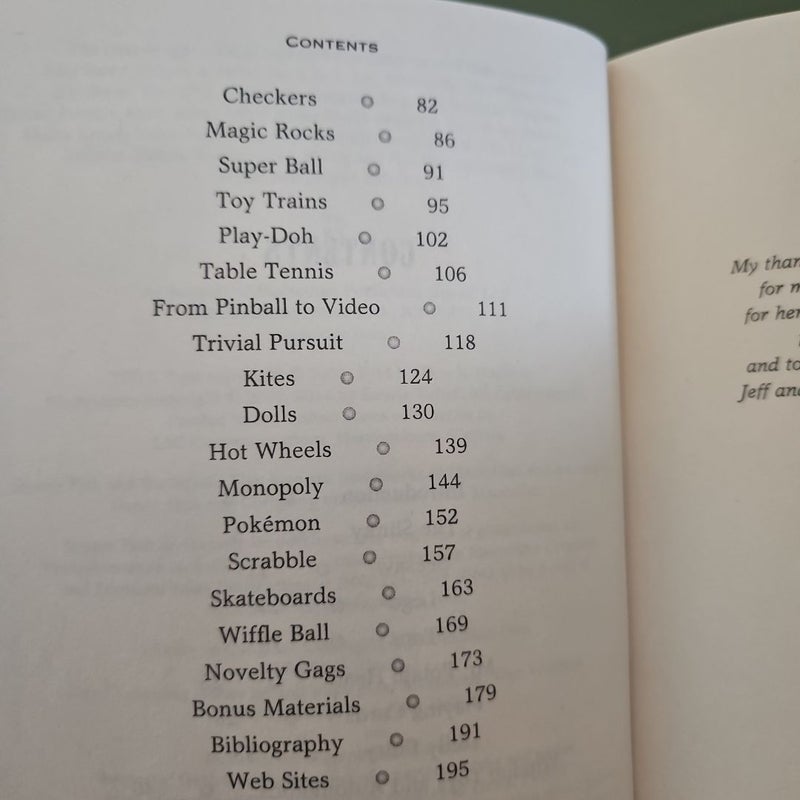 CONTENTS
Checkers 82
Magic Rocks 86
Super Ball 91
Toy Trains 95
Play-Doh 102
Table Tennis 106
From Pinball to Video 111
Trivial Pursuit 118
Kites 124
Dolls 130
Hot Wheels 139
Monopoly 144
Pokémon 152
Scrabble 157
Skateboards 163
Wiffle Ball 169
Novelty Gags 173
Bonus Materials 179
Bibliography 191
Web Sites 195
My
for
for her
and to
Jeff and